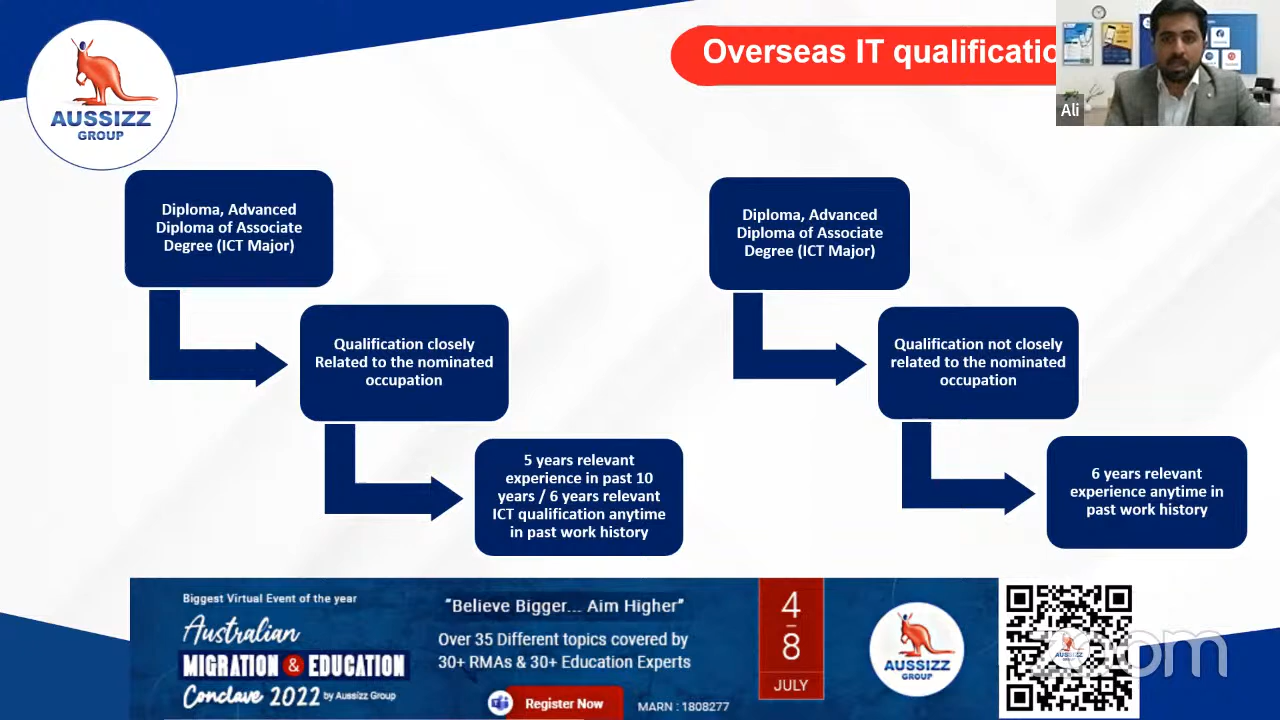 Overseas IT qualificatio
Ali
AUSSIZZ
GROUP
Diploma, Advanced
Diploma of Associate
Degree (ICT Major)
Qualification closely
Related to the nominated
occupation
5 years relevant
experience in past 10
years / 6 years relevant
ICT qualification anytime
in past work history
Diploma, Advanced
Diploma of Associate
Degree (ICT Major)
Qualification not closely
related to the nominated
occupation
6 years relevant
experience anytime in
past work history
Biggest Virtual Event of the year
Australian
MIGRATION & EDUCATION
Conclave 2022 by Aussizz Group
"Believe Bigger... Aim Higher"
Over 35 Different topics covered by
30+ RMAs & 30+ Education Experts
Register Now
MARN : 1808277
4
–
8
JULY
AUSSIZZ
GROUP
zoom